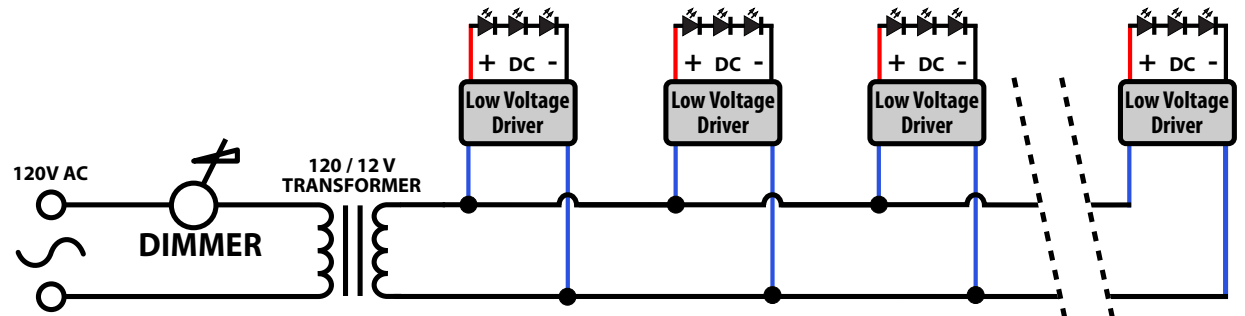 + DC -
Low Voltage
Driver
+ DC -
Low Voltage
Driver
+ DC -
Low Voltage
Driver
+ DC -
Low Voltage
Driver
120V AC
120 / 12 V
TRANSFORMER
DIMMER